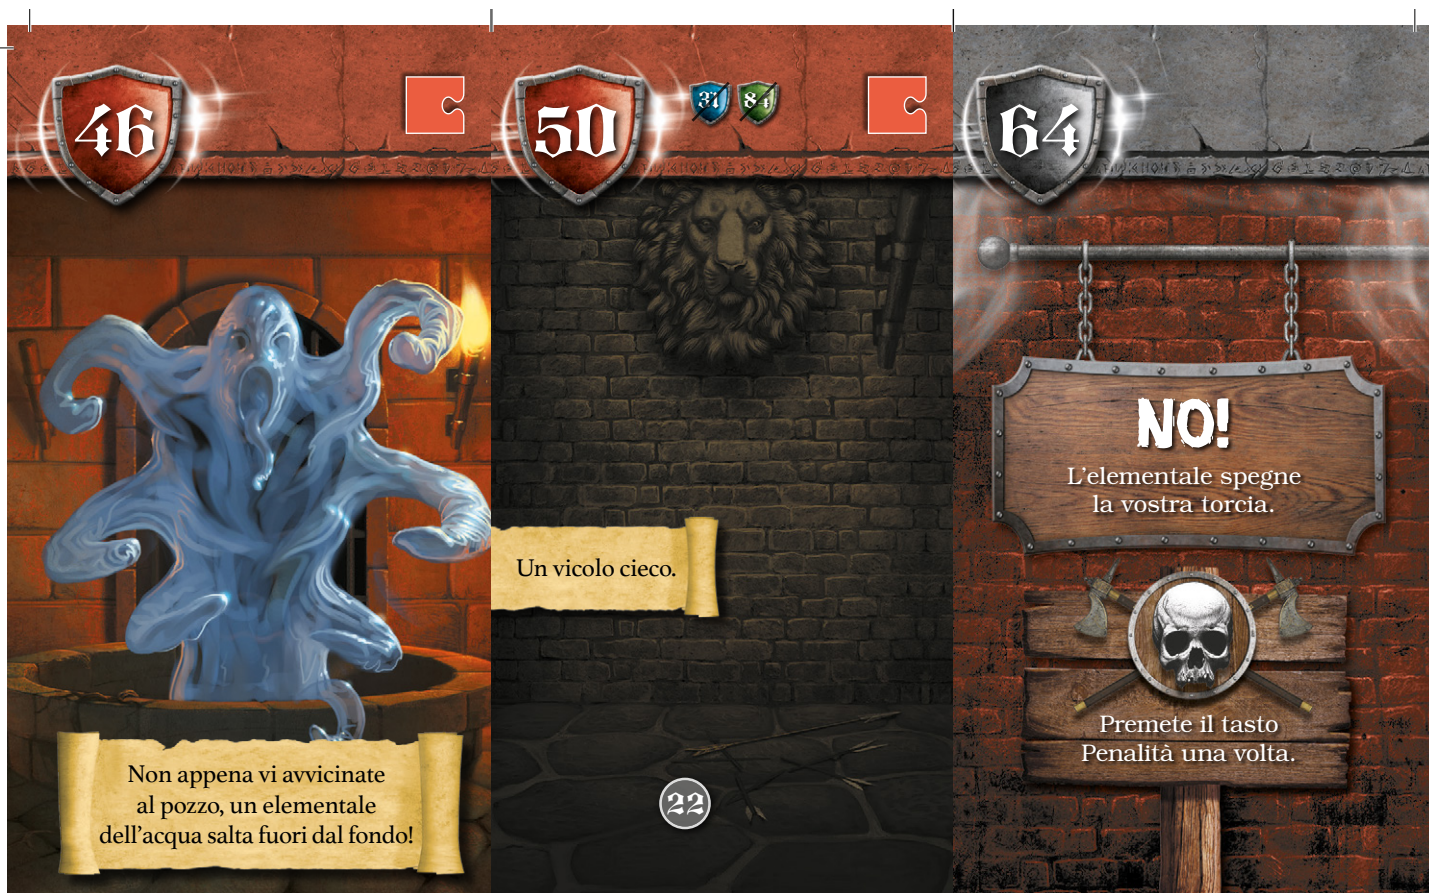 46
Non appena vi avvicinate
al pozzo, un elementale
dell'acqua salta fuori dal fondo!
50
37
84
Un vicolo cieco.
22
64
NO!
L'elementale spegne
la vostra torcia.
Premete il tasto
Penalità una volta.